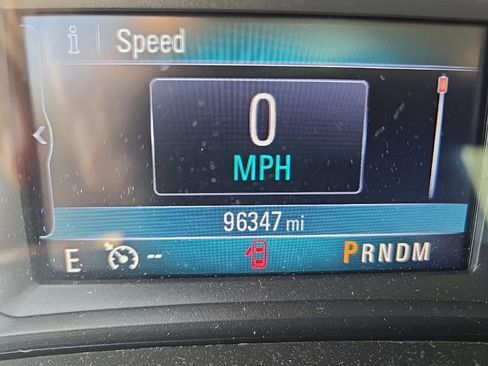 i Speed
0
MPH
96347 mi
E -- PRNDM